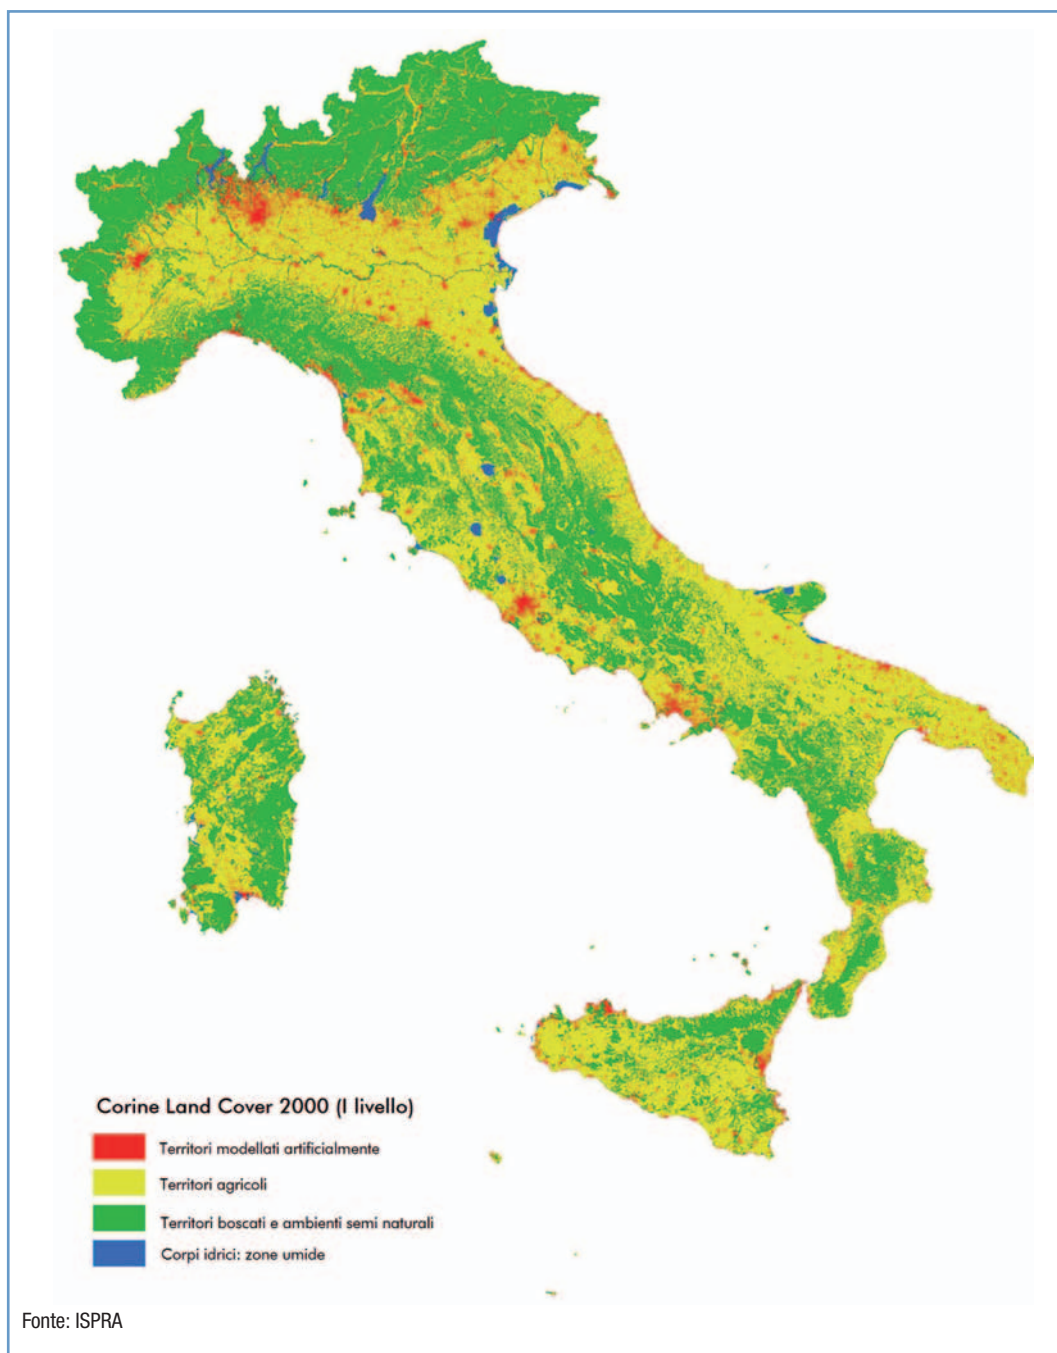 Corine Land Cover 2000 (I livello)
Territori modellati artificialmente
Territori agricoli
Territori boscati e ambienti semi naturali
Corpi idrici: zone umide
Fonte: ISPRA